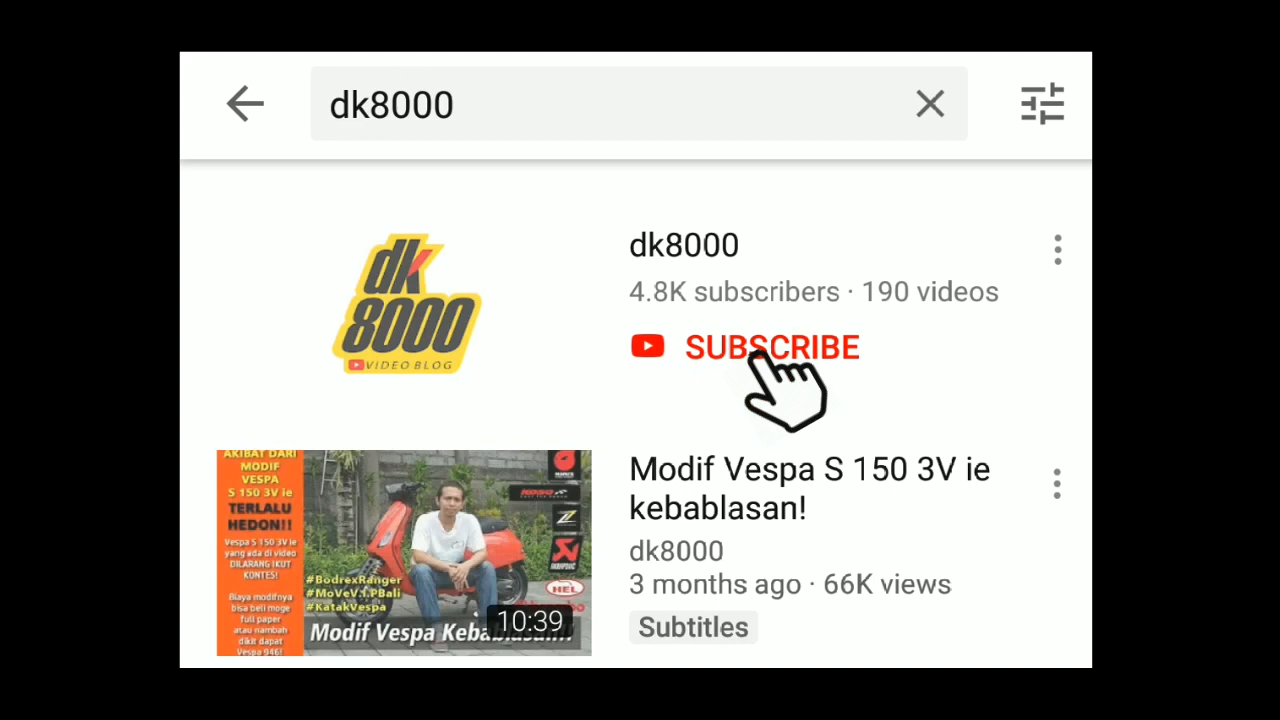 dk8000
dk
8000
VIDEO BLOG
dk8000
4.8K subscribers · 190 videos
SUBSCRIBE
AKIBAT DARI
MODIF
VESPA
S 150 3V ie
TERLALU
HEDON!!
Vespa S 150 3V ie
yang ada di video
DILARANG IKUT
KONTES!
Biaya modifnya
bisa beli moge
full paper
atau nambah
dikit dapat
Vespa 946!
#BodrexRanger
#MoVeV.I.PBali
#KatakVespa
Modif Vespa
10:39
HEL
Modif Vespa S 150 3V ie
kebablasan!
dk8000
3 months ago · 66K views
Subtitles